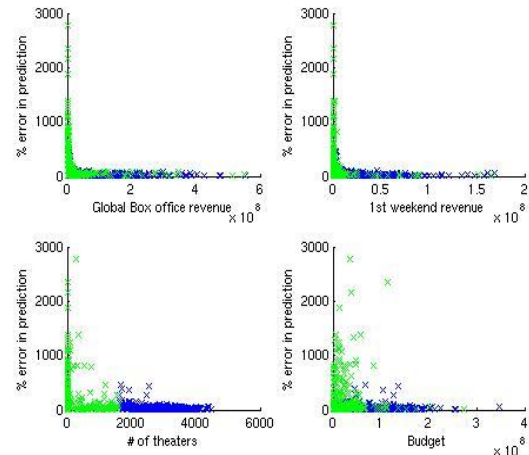 3000
2000
1000
0
% error in prediction
0 2 4 6
Global Box office revenue
× 10^8
3000
2000
1000
0
% error in prediction
0 0.5 1 1.5 2
1st weekend revenue
× 10^8
3000
2000
1000
0
% error in prediction
0 2000 4000 6000
# of theaters
3000
2000
1000
0
% error in prediction
0 1 2 3 4
Budget
× 10^8